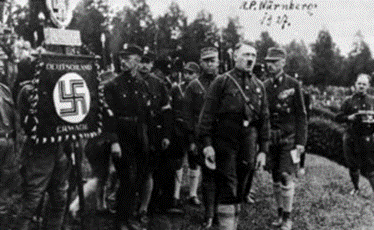 R.P. Nürnberg
1927.
DEUTSCHLAND
ERWACHE